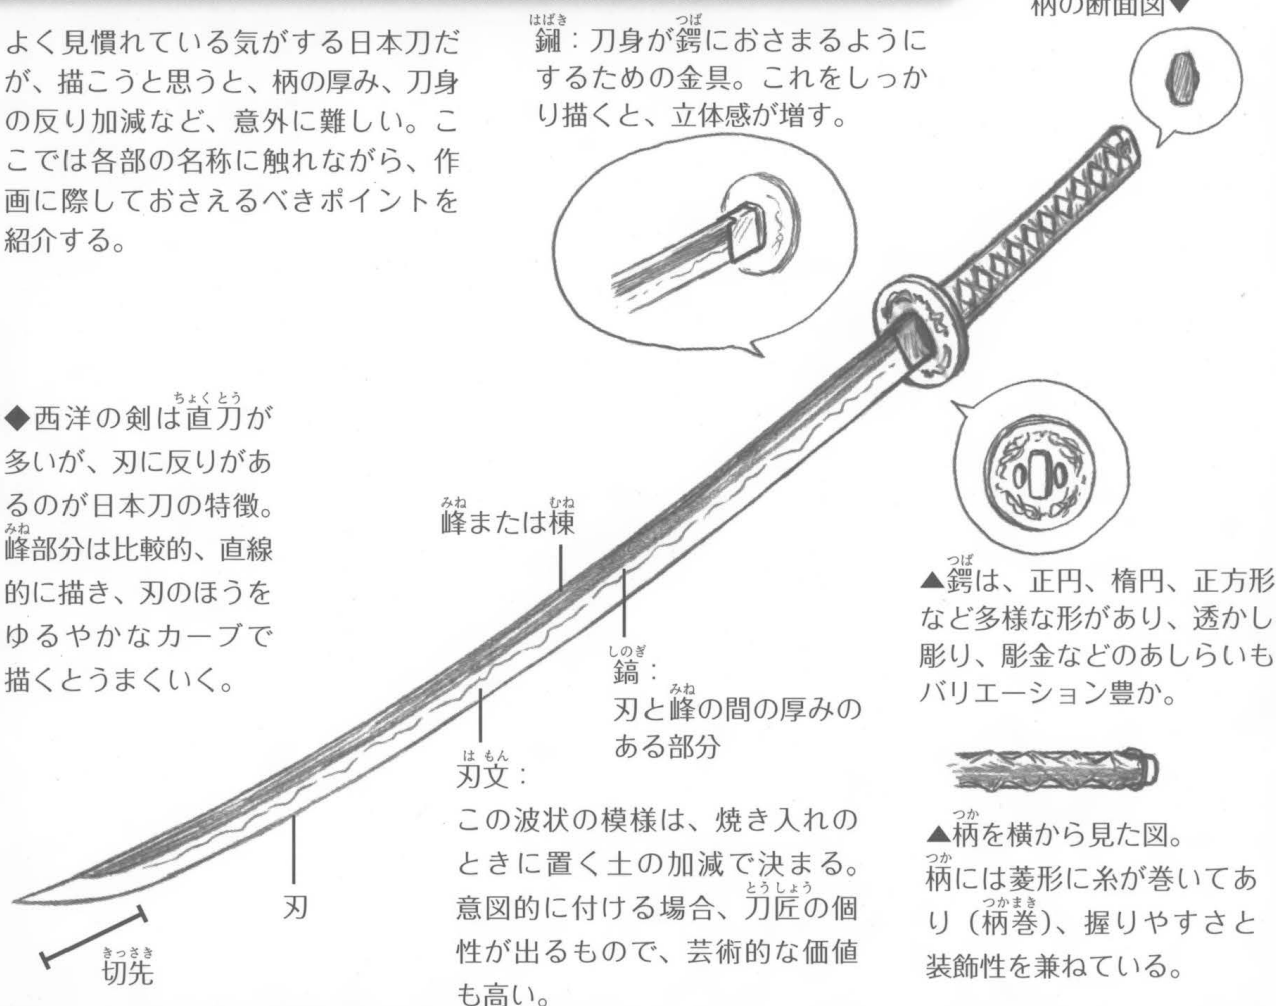 よく見慣れている気がする日本刀だ
が、描こうと思うと、柄の厚み、刀身
の反り加減など、意外に難しい。こ
こでは各部の名称に触れながら、作
画に際しておさえるべきポイントを
紹介する。
はばき
つば
鎺：刀身が鍔におさまるように
するための金具。これをしっか
り描くと、立体感が増す。
柄の断面図▼
ちょくとう
◆西洋の剣は直刀が
多いが、刃に反りがあ
るのが日本刀の特徴。
みね
峰部分は比較的、直線
的に描き、刃のほうを
ゆるやかなカーブで
描くとうまくいく。
みね
むね
峰または棟
しのぎ
鎬：
みね
刃と峰の間の厚みの
ある部分
はもん
刃文：
この波状の模様は、焼き入れの
ときに置く土の加減で決まる。
とうしょう
意図的に付ける場合、刀匠の個
性が出るもので、芸術的な価値
も高い。
刃
きっさき
切先
つば
▲鍔は、正円、楕円、正方形
など多様な形があり、透かし
彫り、彫金などのあしらいも
バリエーション豊か。
つか
▲柄を横から見た図。
つか
柄には菱形に糸が巻いてあ
つかまき
り（柄巻）、握りやすさと
装飾性を兼ねている。